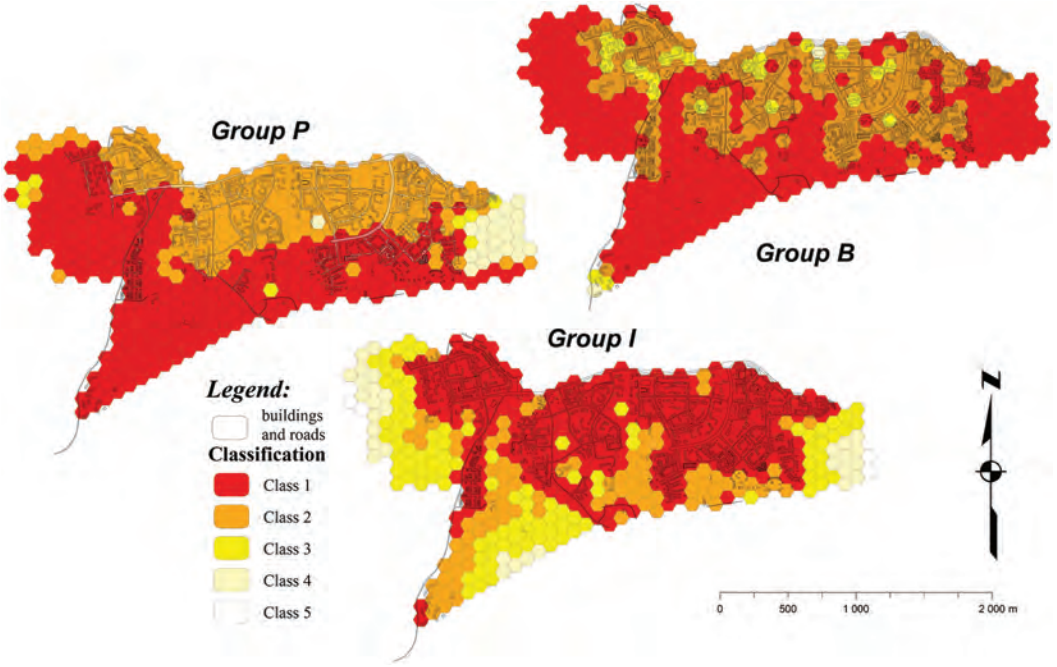 Group P
Group B
Group I
Legend:
buildings
and roads
Classification
Class 1
Class 2
Class 3
Class 4
Class 5
N
0 500 1 000 2 000 m